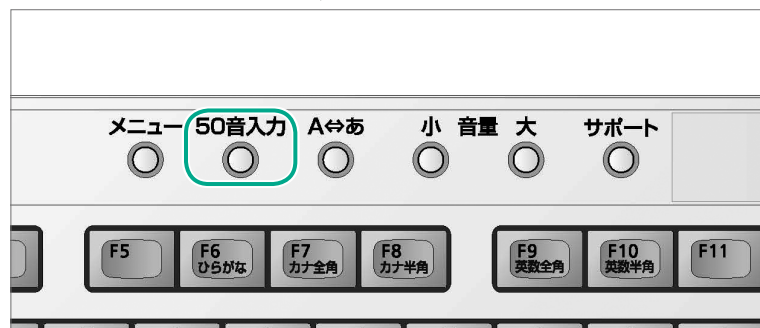 メニュー 50音入力 A⇔あ 小 音量 大 サポート
F5 F6 F7 F8 F9 F10 F11
ひらがな カナ全角 カナ半角 英数全角 英数半角